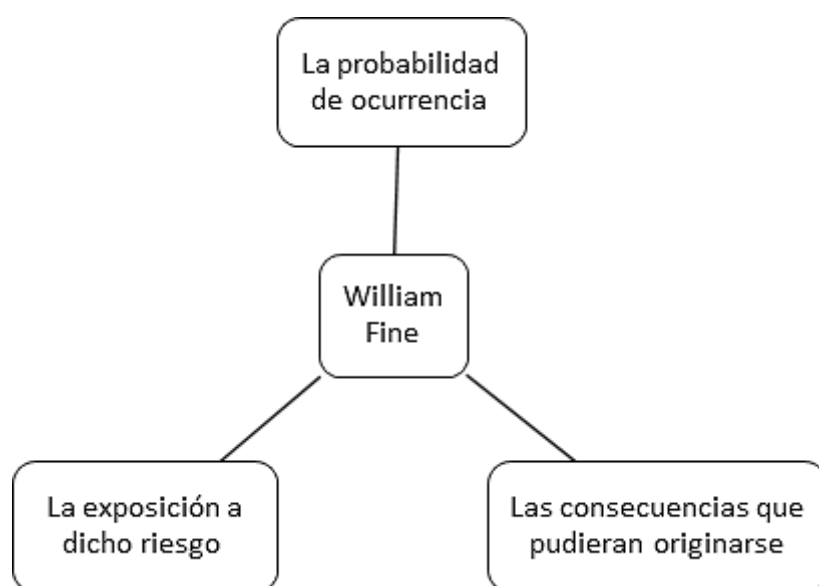 La probabilidad
de ocurrencia
William
Fine
La exposición a
dicho riesgo
Las consecuencias que
pudieran originarse